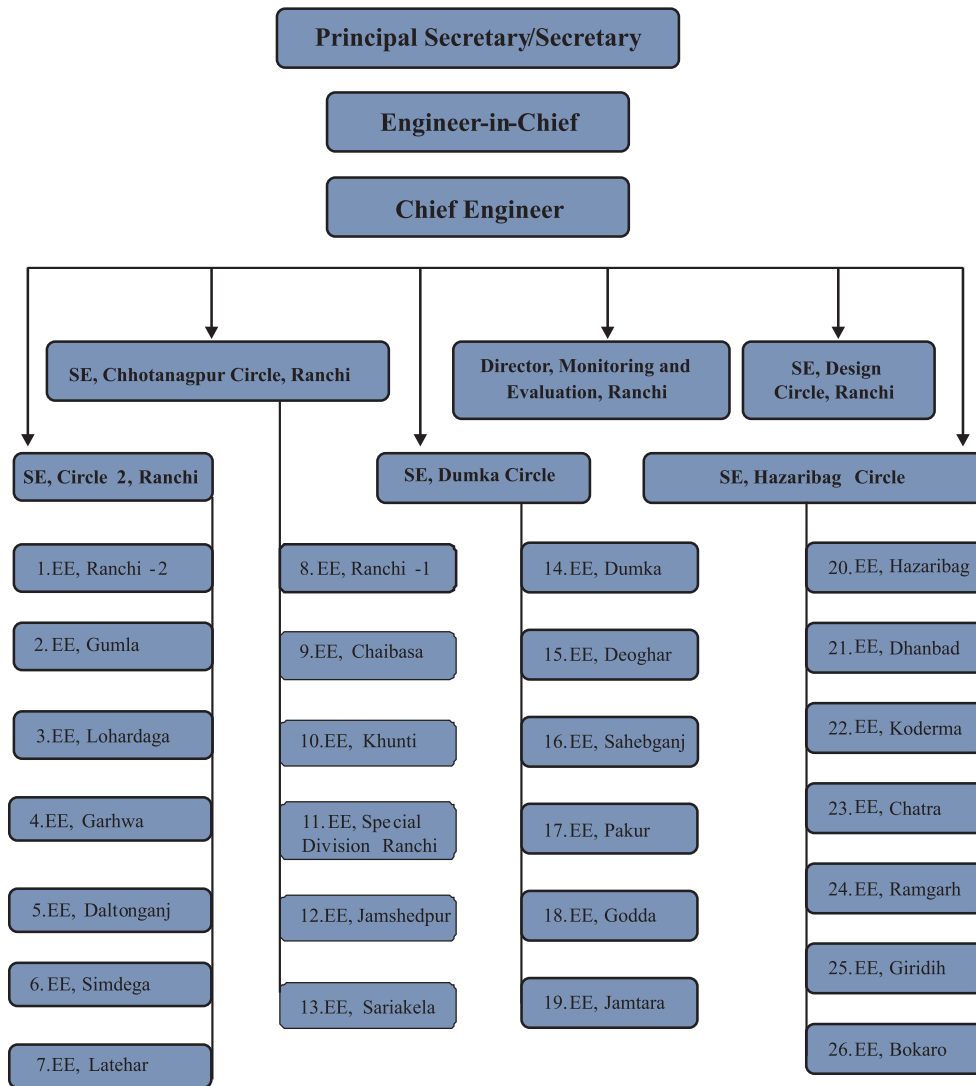 Principal Secretary/Secretary
Engineer-in-Chief
Chief Engineer
SE, Chhotanagpur Circle, Ranchi
Director, Monitoring and
Evaluation, Ranchi
SE, Design
Circle, Ranchi
SE, Circle 2, Ranchi
SE, Dumka Circle
SE, Hazaribag Circle
1.EE, Ranchi -2
2.EE, Gumla
3.EE, Lohardaga
4.EE, Garhwa
5.EE, Daltonganj
6.EE, Simdega
7.EE, Latehar
8.EE, Ranchi -1
9.EE, Chaibasa
10.EE, Khunti
11.EE, Special
Division Ranchi
12.EE, Jamshedpur
13.EE, Sariakela
14.EE, Dumka
15.EE, Deoghar
16.EE, Sahebganj
17.EE, Pakur
18.EE, Godda
19.EE, Jamtara
20.EE, Hazaribag
21.EE, Dhanbad
22.EE, Koderma
23.EE, Chatra
24.EE, Ramgarh
25.EE, Giridih
26.EE, Bokaro